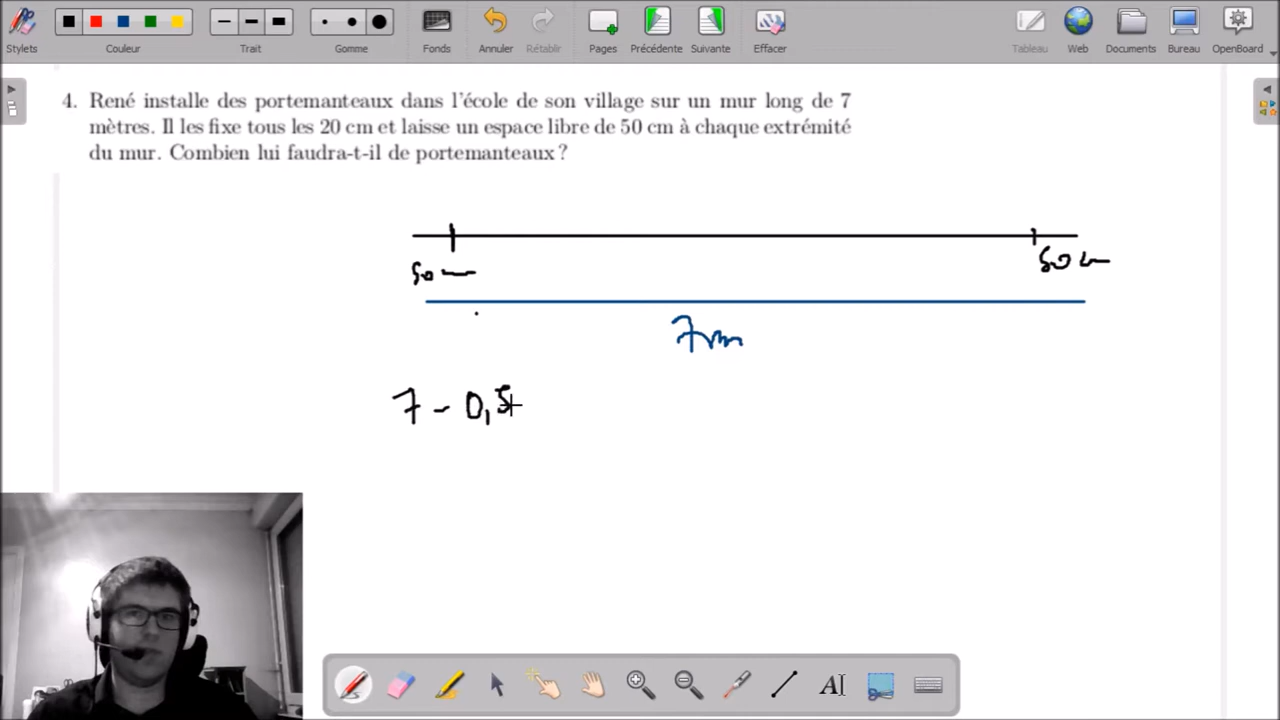 Stylets
Couleur
Trait
Gomme
Fonds
Annuler
Rétablir
Pages
Précédente
Suivante
Effacer
Tableau
Web
Documents
Bureau
OpenBoard
4. René installe des portemanteaux dans l'école de son village sur un mur long de 7
mètres. Il les fixe tous les 20 cm et laisse un espace libre de 50 cm à chaque extrémité
du mur. Combien lui faudra-t-il de portemanteaux ?
50 cm
50 cm
7m
7 - 0,5
AI